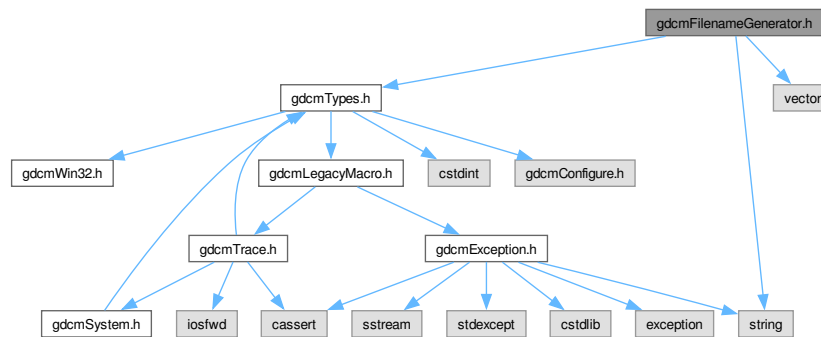 gdcmFilenameGenerator.h
gdcmTypes.h
vector
gdcmWin32.h
gdcmLegacyMacro.h
cstdint
gdcmConfigure.h
gdcmTrace.h
gdcmException.h
gdcmSystem.h
iosfwd
cassert
sstream
stdexcept
cstdlib
exception
string